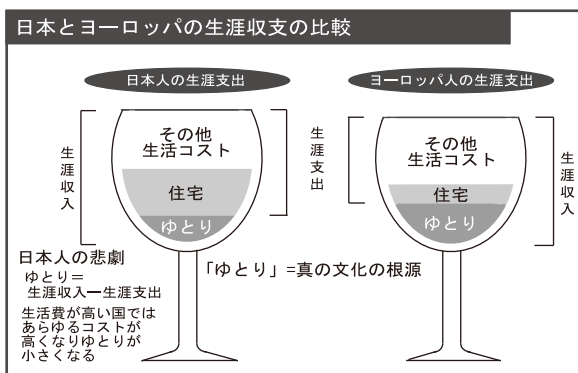 日本とヨーロッパの生涯収支の比較
日本人の生涯支出
ヨーロッパ人の生涯支出
生涯収入
その他
生活コスト
住宅
ゆとり
生涯支出
生涯支出
その他
生活コスト
住宅
ゆとり
生涯収入
日本人の悲劇
ゆとり＝
生涯収入ー生涯支出
生活費が高い国では
あらゆるコストが
高くなりゆとりが
小さくなる
「ゆとり」=真の文化の根源